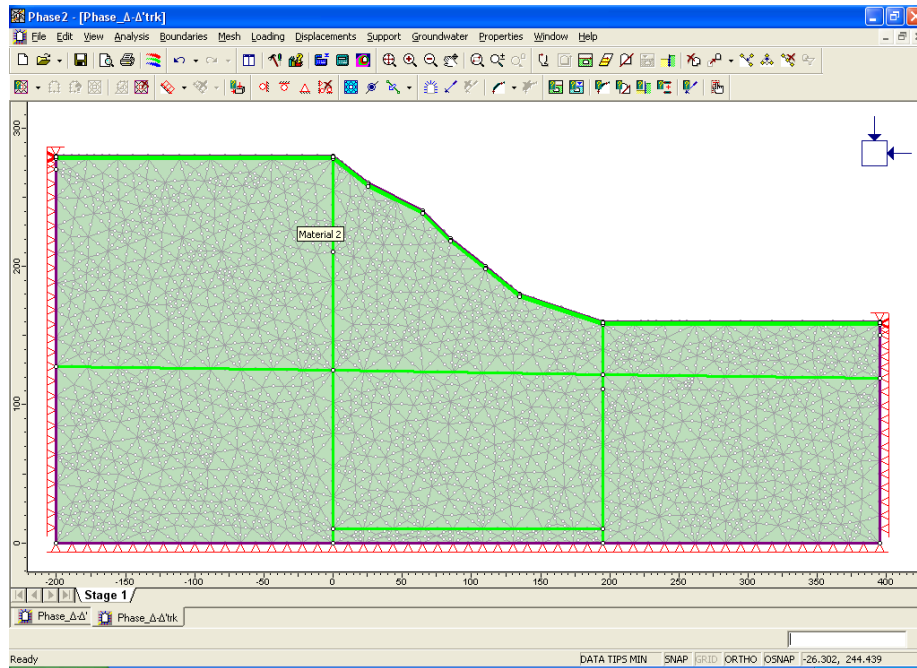 Phase2 - [Phase_Δ-Δ'trk]
File Edit View Analysis Boundaries Mesh Loading Displacements Support Groundwater Properties Window Help
300
200
100
0
Material 2
-200 -150 -100 -50 0 50 100 150 200 250 300 350 400
Stage 1
Phase_Δ-Δ' Phase_Δ-Δ'trk
Ready DATA TIPS MIN SNAP GRID ORTHO OSNAP -26.302, 244.439